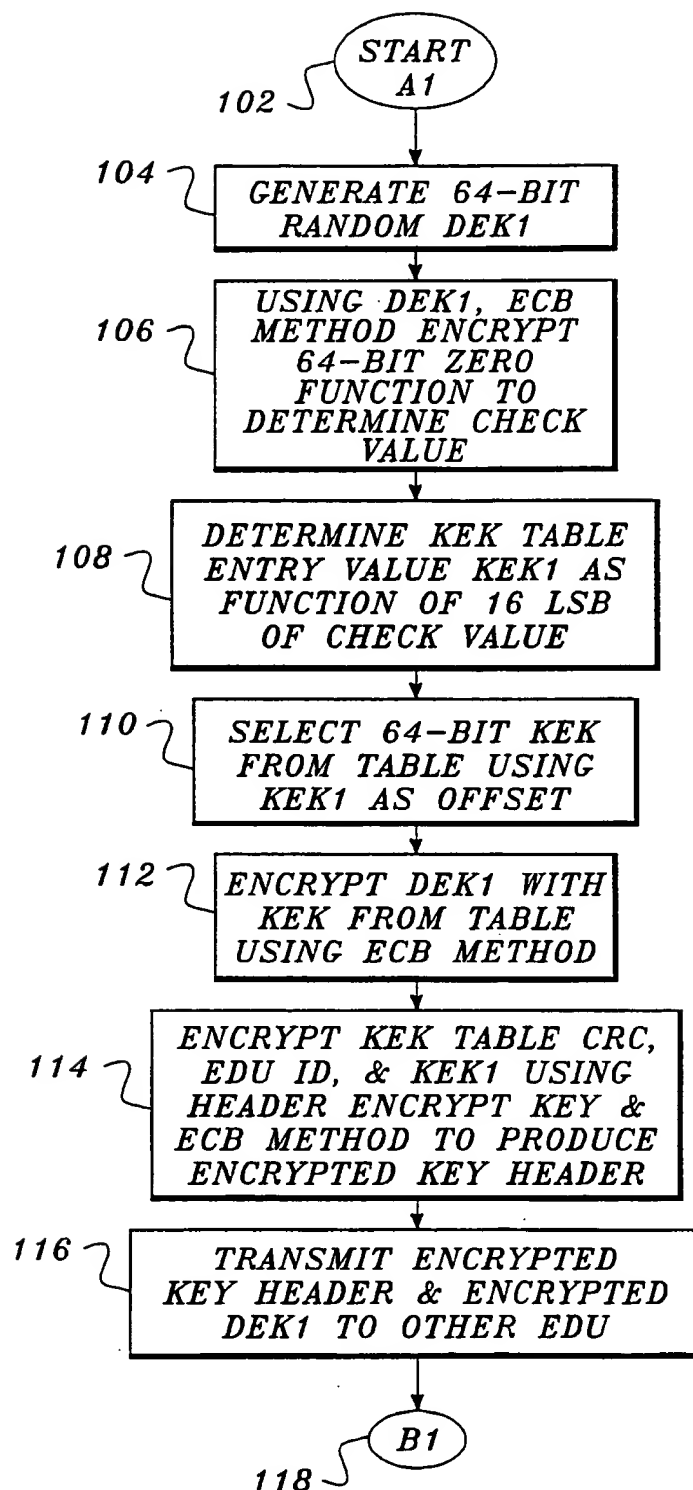 START
A1
102
104
GENERATE 64-BIT
RANDOM DEK1
106
USING DEK1, ECB
METHOD ENCRYPT
64-BIT ZERO
FUNCTION TO
DETERMINE CHECK
VALUE
108
DETERMINE KEK TABLE
ENTRY VALUE KEK1 AS
FUNCTION OF 16 LSB
OF CHECK VALUE
110
SELECT 64-BIT KEK
FROM TABLE USING
KEK1 AS OFFSET
112
ENCRYPT DEK1 WITH
KEK FROM TABLE
USING ECB METHOD
114
ENCRYPT KEK TABLE CRC,
EDU ID, & KEK1 USING
HEADER ENCRYPT KEY &
ECB METHOD TO PRODUCE
ENCRYPTED KEY HEADER
116
TRANSMIT ENCRYPTED
KEY HEADER & ENCRYPTED
DEK1 TO OTHER EDU
B1
118